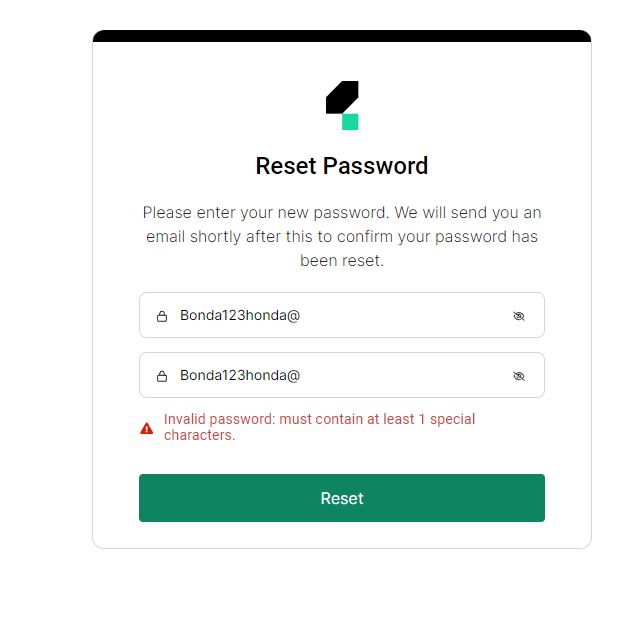 Reset Password
Please enter your new password. We will send you an
email shortly after this to confirm your password has
been reset.
Bonda123honda@
Bonda123honda@
Invalid password: must contain at least 1 special
characters.
Reset